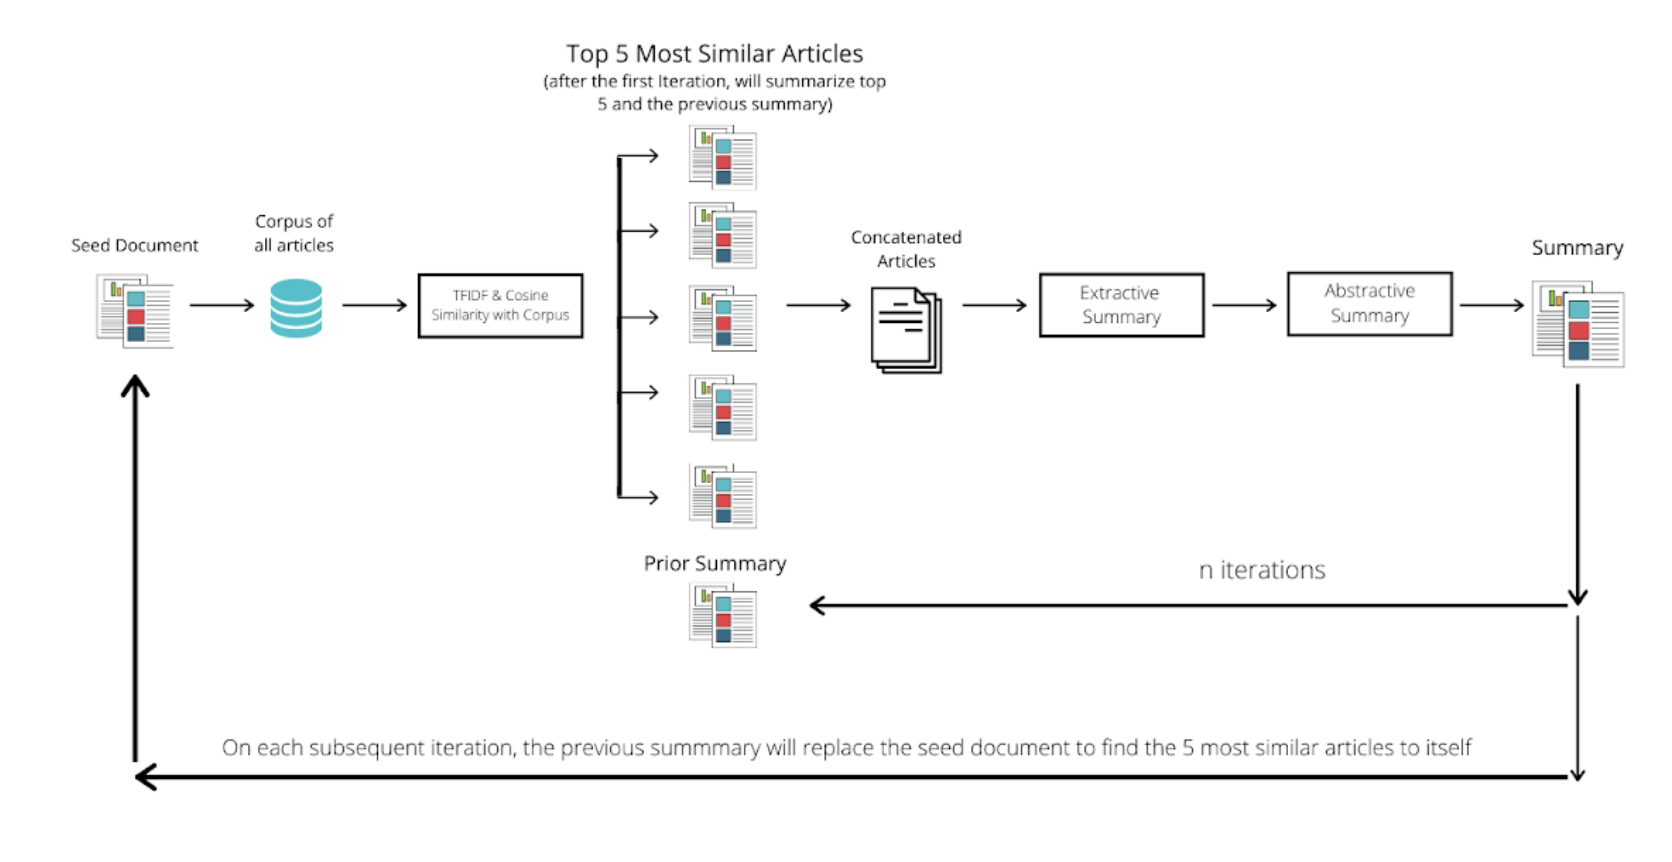 Top 5 Most Similar Articles
(after the first Iteration, will summarize top
5 and the previous summary)
Seed Document
Corpus of
all articles
TFIDF & Cosine
Similarity with Corpus
Concatenated
Articles
Extractive
Summary
Abstractive
Summary
Summary
Prior Summary
n iterations
On each subsequent iteration, the previous summmary will replace the seed document to find the 5 most similar articles to itself